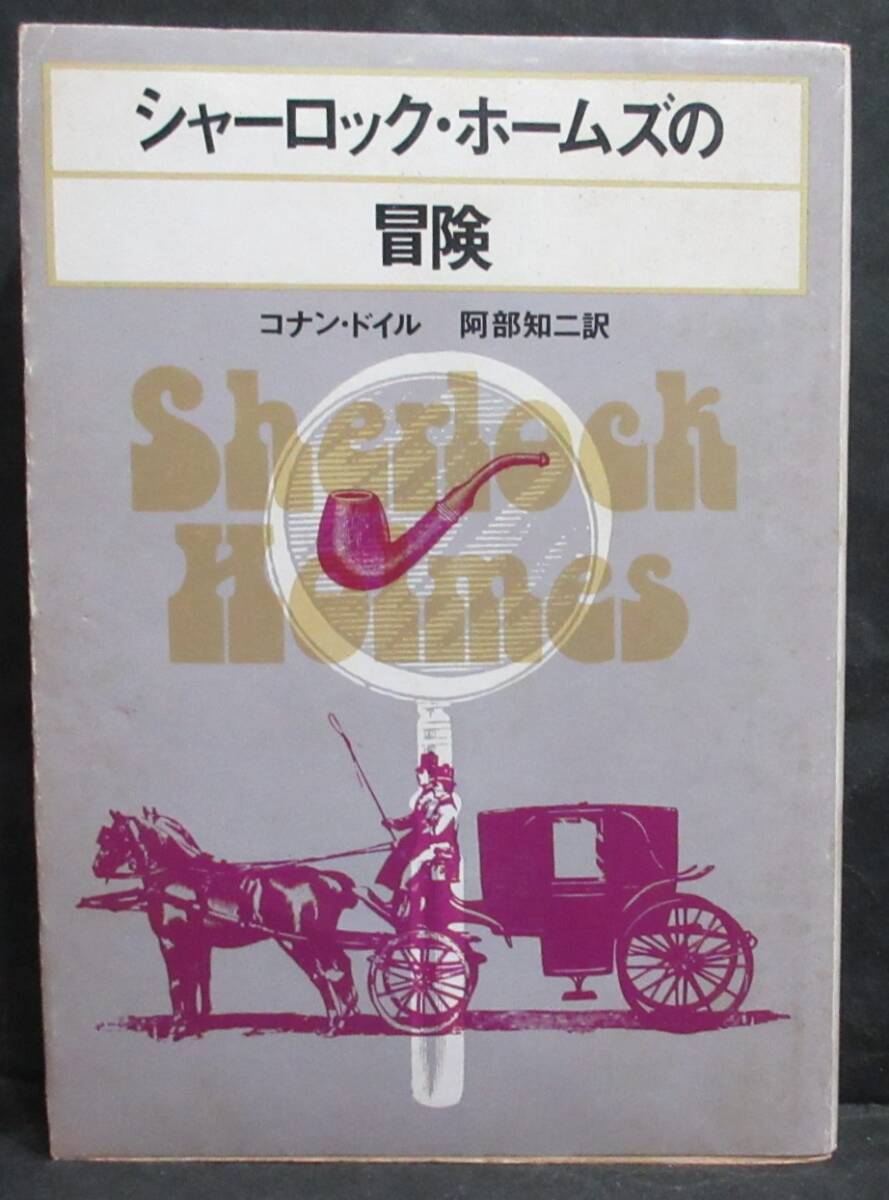 シャーロック・ホームズの
冒険
コナン・ドイル 阿部知二訳
Sherlock
Holmes